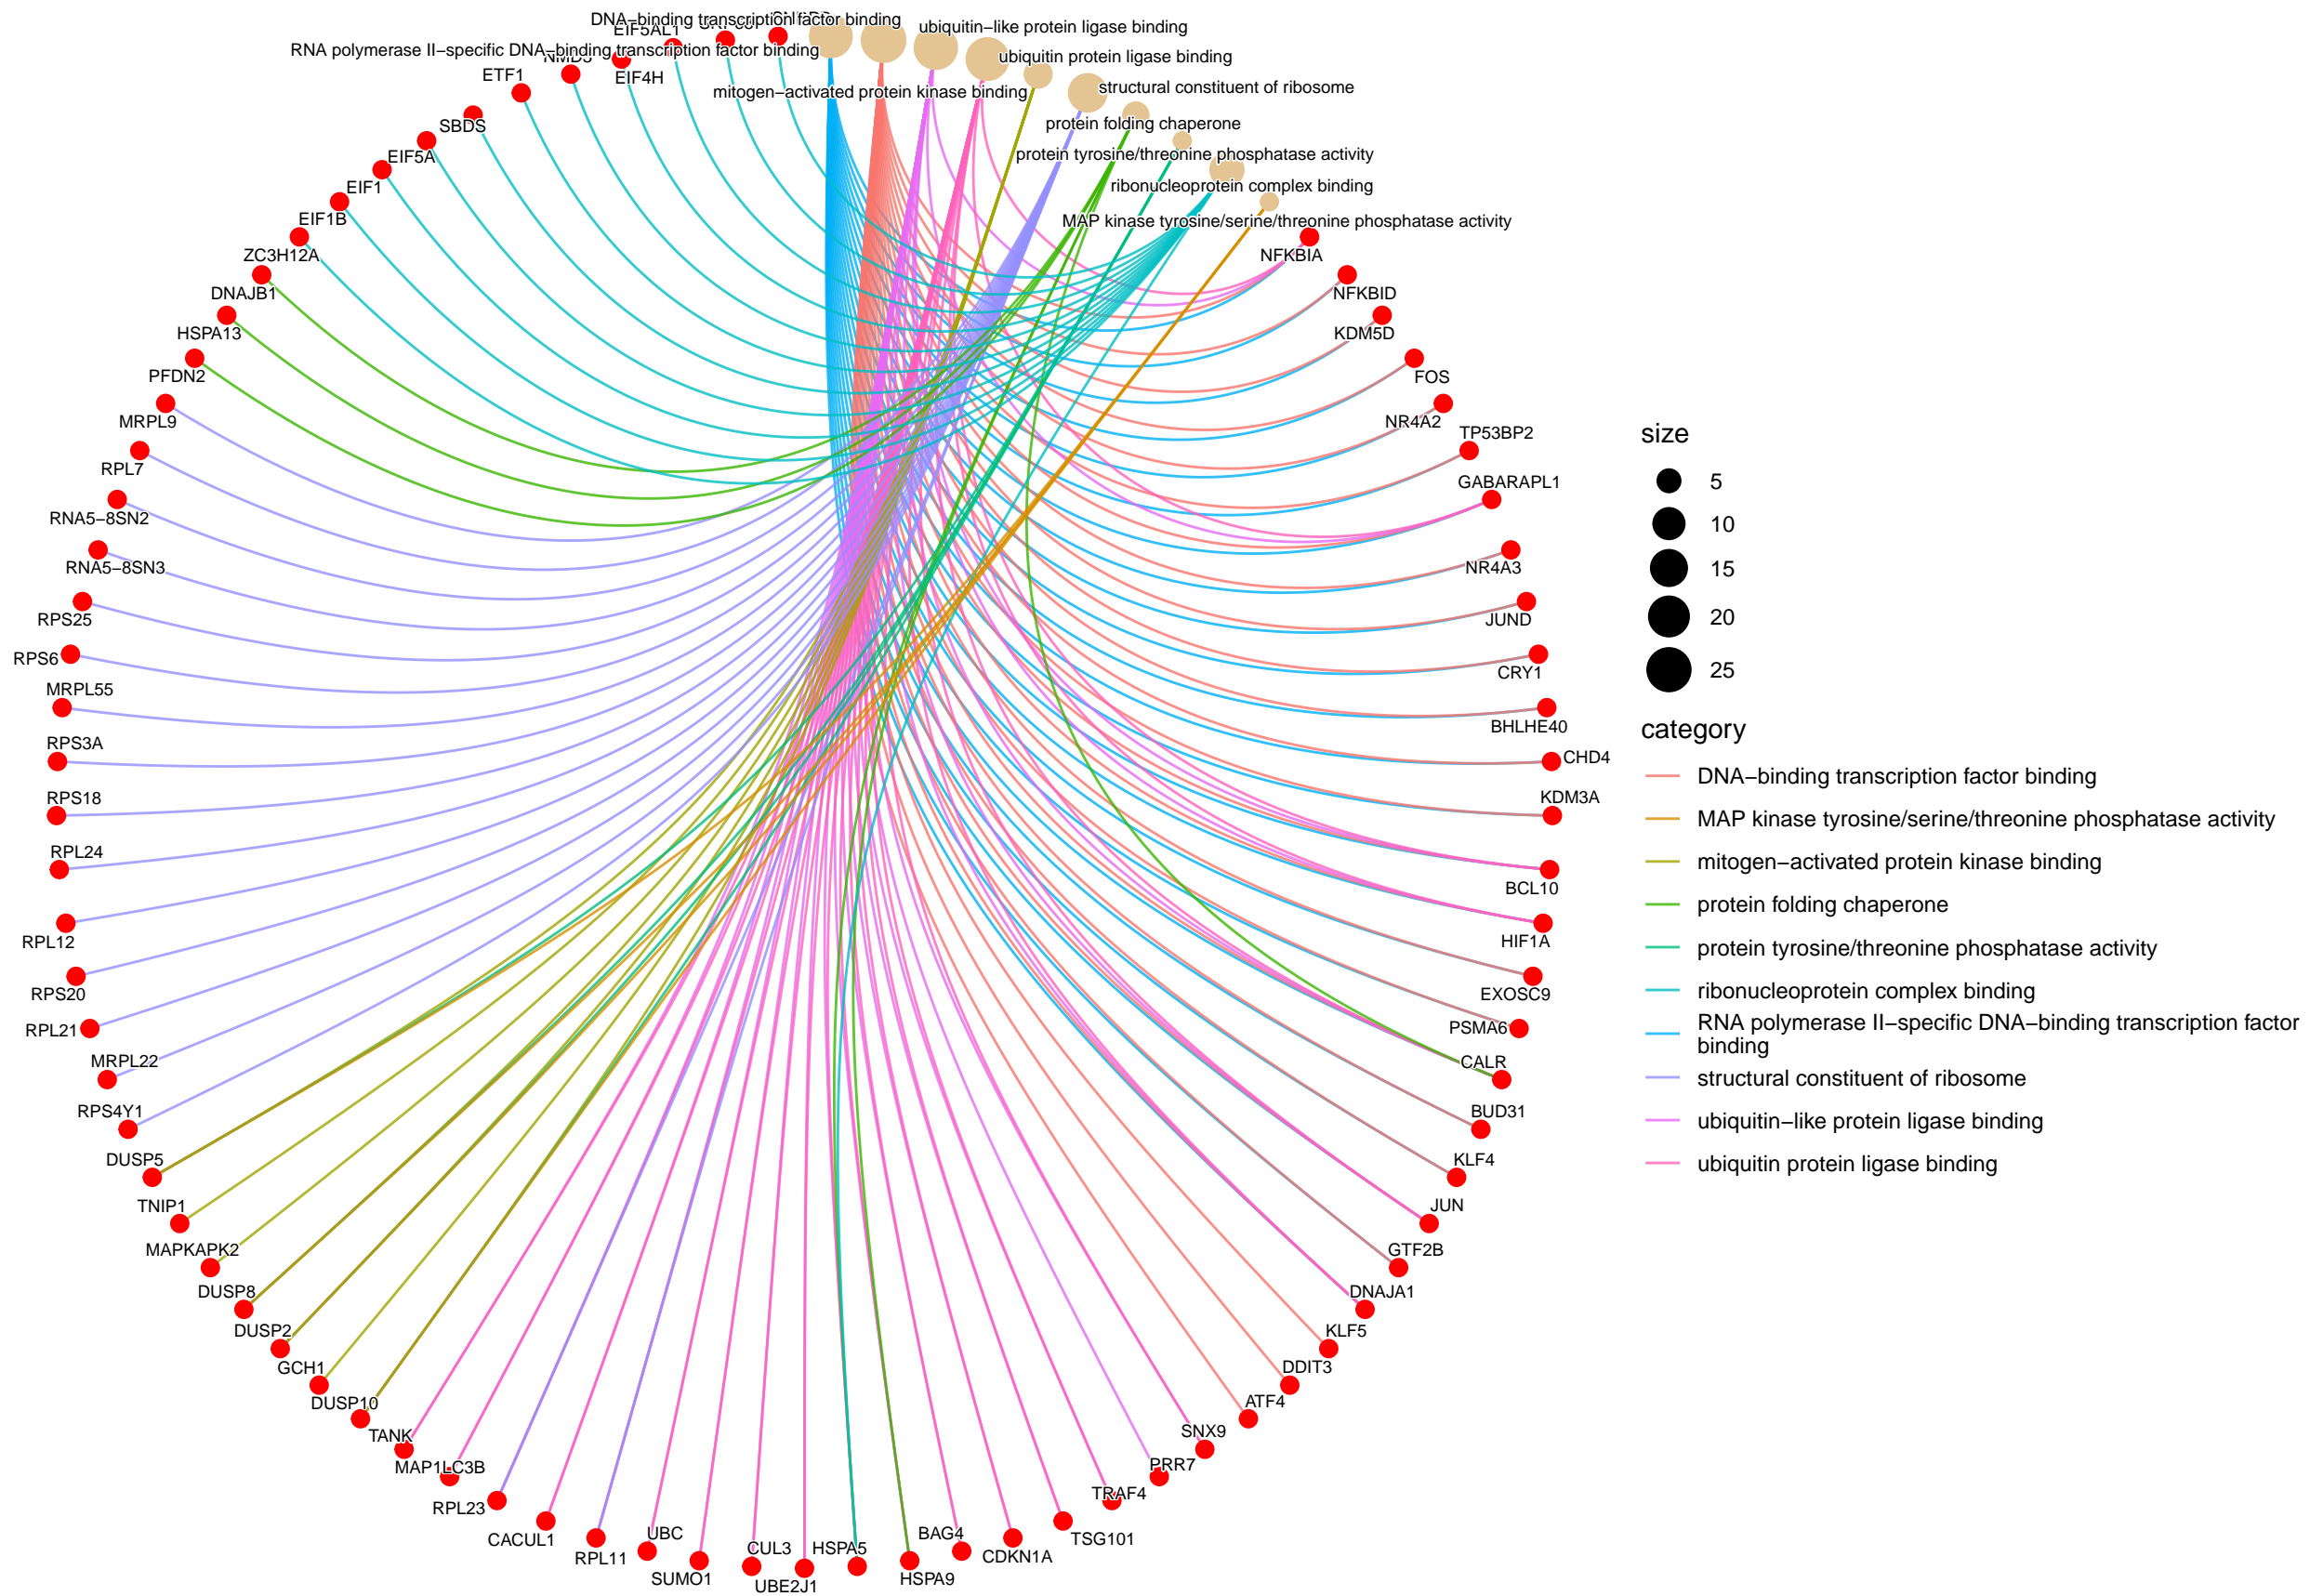 DNA−binding transcription factor binding
EIF5AL1
ubiquitin−like protein ligase binding
RNA polymerase II−specific DNA−binding transcription factor binding
ubiquitin protein ligase binding
ETF1
EIF4H
mitogen−activated protein kinase binding
structural constituent of ribosome
SBDS
protein folding chaperone
EIF5A
protein tyrosine/threonine phosphatase activity
EIF1
ribonucleoprotein complex binding
EIF1B
MAP kinase tyrosine/serine/threonine phosphatase activity
ZC3H12A
NFKBIA
DNAJB1
NFKBID
HSPA13
KDM5D
PFDN2
FOS
MRPL9
NR4A2
RPL7
TP53BP2
RNA5−8SN2
GABARAPL1
RNA5−8SN3
NR4A3
RPS25
JUND
RPS6
CRY1
MRPL55
BHLHE40
RPS3A
CHD4
RPS18
KDM3A
RPL24
BCL10
RPL12
HIF1A
RPS20
EXOSC9
RPL21
PSMA6
MRPL22
CALR
RPS4Y1
BUD31
DUSP5
KLF4
TNIP1
JUN
MAPKAPK2
GTF2B
DUSP8
DNAJA1
DUSP2
KLF5
GCH1
DDIT3
DUSP10
ATF4
TANK
SNX9
MAP1LC3B
PRR7
RPL23
TRAF4
CACUL1
TSG101
RPL11
UBC
SUMO1
CUL3
UBE2J1
HSPA5
HSPA9
BAG4
CDKN1A
size
5
10
15
20
25
category
DNA−binding transcription factor binding
MAP kinase tyrosine/serine/threonine phosphatase activity
mitogen−activated protein kinase binding
protein folding chaperone
protein tyrosine/threonine phosphatase activity
ribonucleoprotein complex binding
RNA polymerase II−specific DNA−binding transcription factor
binding
structural constituent of ribosome
ubiquitin−like protein ligase binding
ubiquitin protein ligase binding